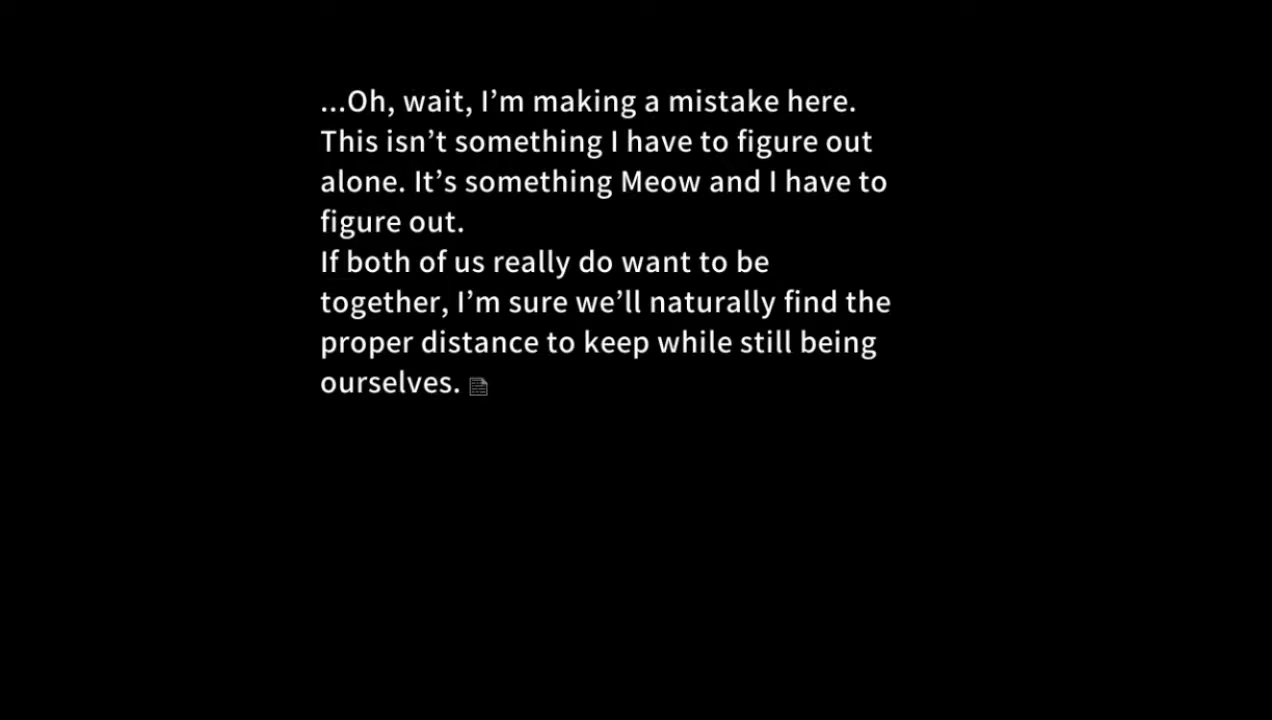 ...Oh, wait, I’m making a mistake here.
This isn’t something I have to figure out
alone. It’s something Meow and I have to
figure out.
If both of us really do want to be
together, I’m sure we’ll naturally find the
proper distance to keep while still being
ourselves.